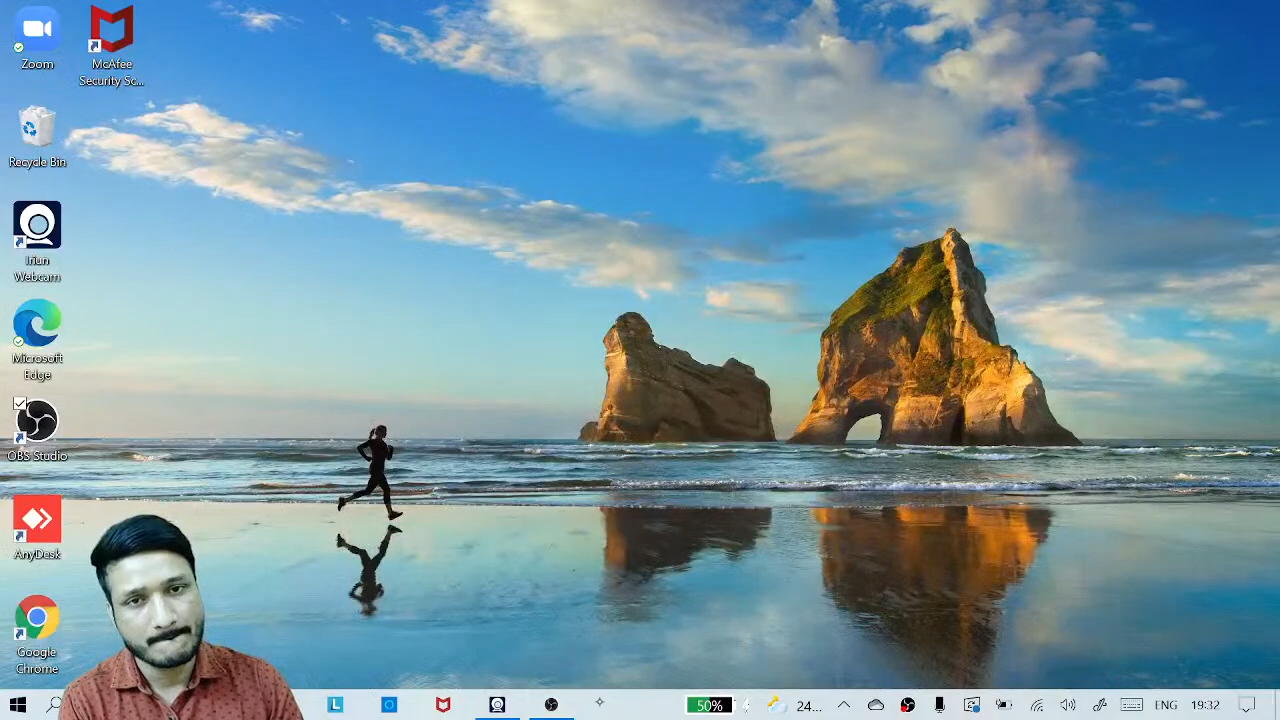 Zoom
McAfee
Security Sc...
Recycle Bin
Iriun
Webcam
Microsoft
Edge
OBS Studio
AnyDesk
Google
Chrome
L
50%
24...
ENG
19:32